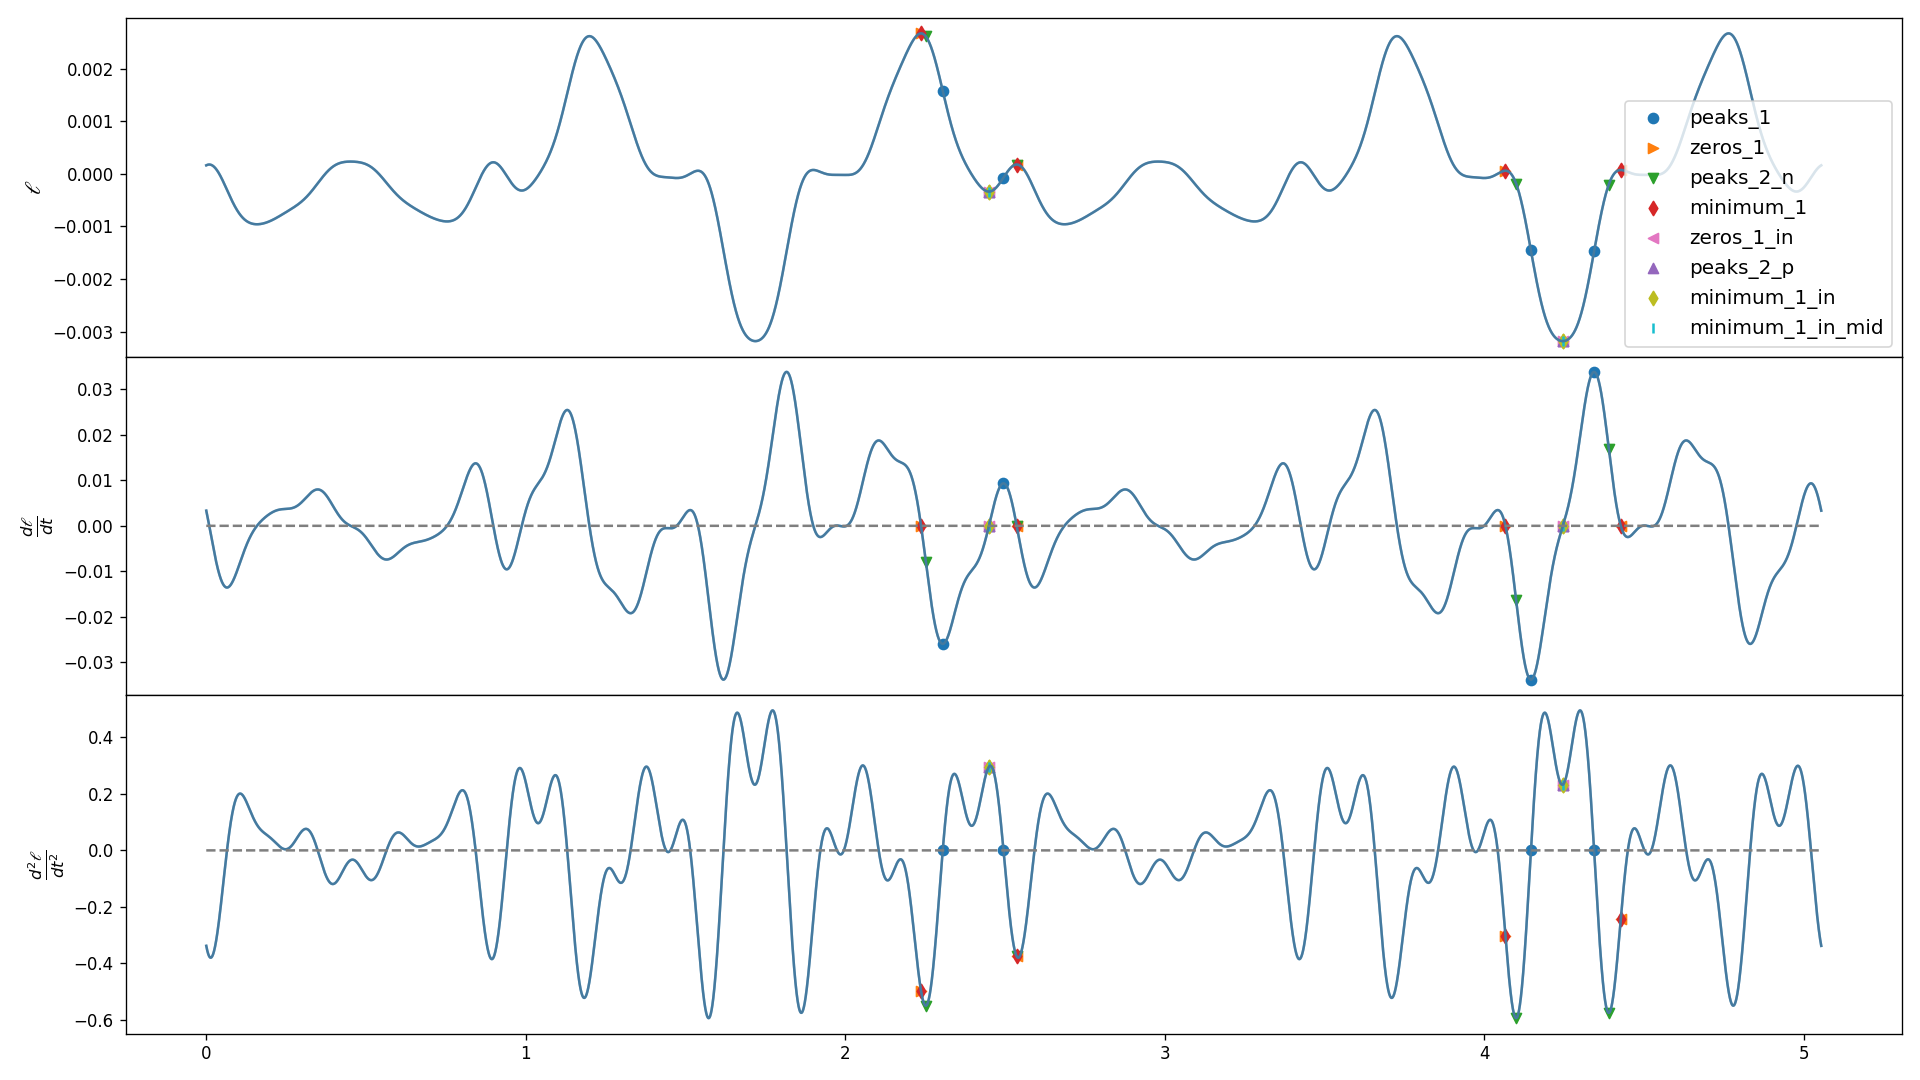 0.002
0.001
0.000
−0.001
−0.002
−0.003
ℓ
peaks_1
zeros_1
peaks_2_n
minimum_1
zeros_1_in
peaks_2_p
minimum_1_in
minimum_1_in_mid
0.03
0.02
0.01
0.00
−0.01
−0.02
−0.03
dℓ
dt
0.4
0.2
0.0
−0.2
−0.4
−0.6
d²ℓ
dt²
0 1 2 3 4 5